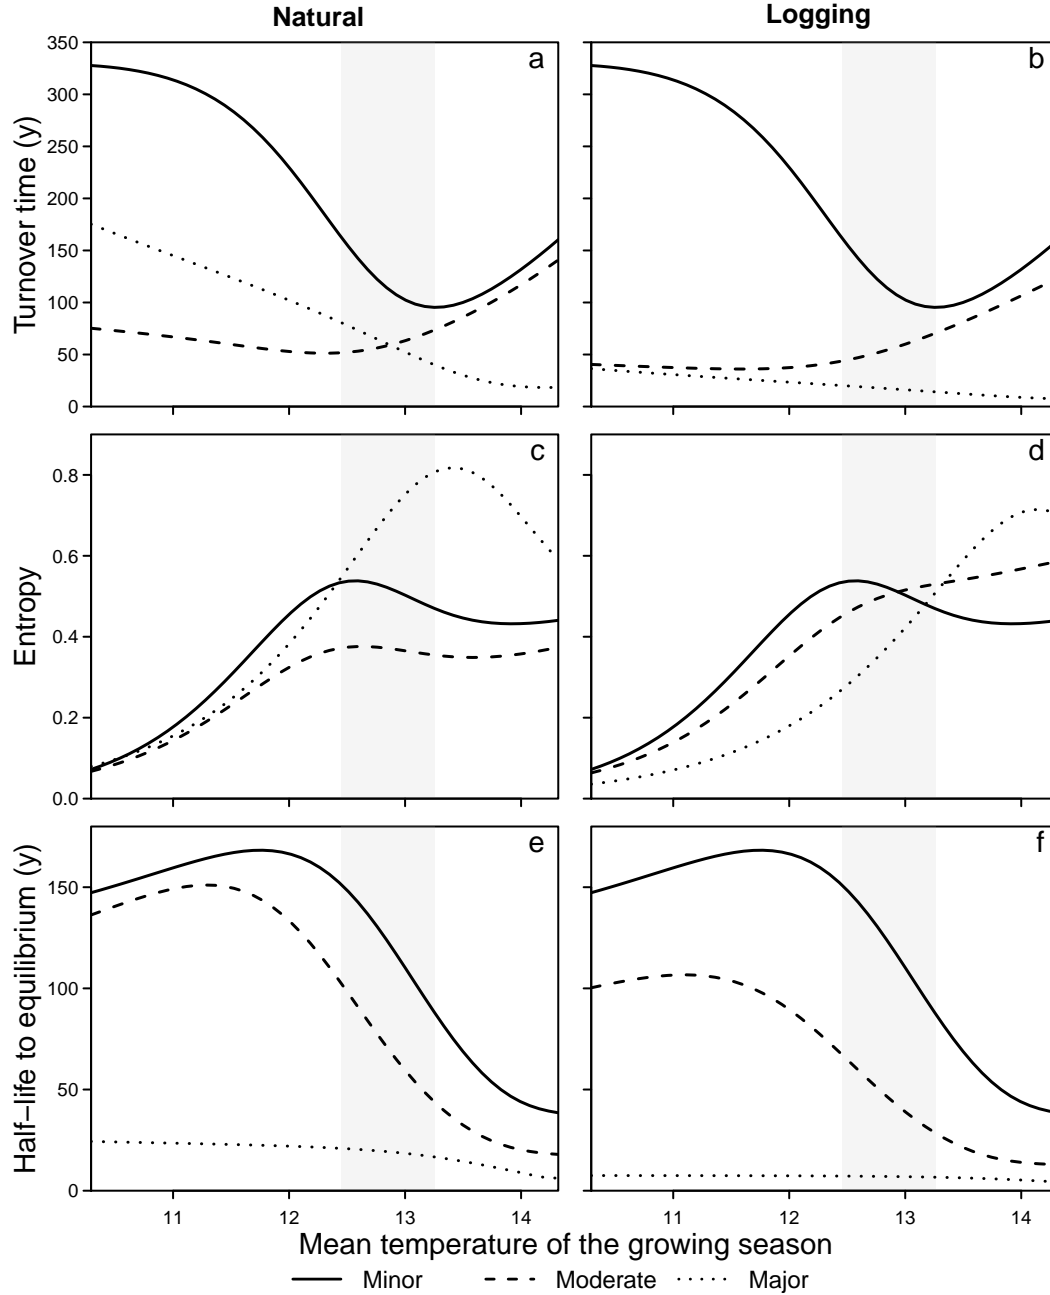 Natural
Logging
Turnover time (y)
350
300
250
200
150
100
50
0
a
b
Entropy
0.8
0.6
0.4
0.2
0.0
c
d
Half−life to equilibrium (y)
150
100
50
0
e
f
11 12 13 14
11 12 13 14
Mean temperature of the growing season
Minor Moderate Major